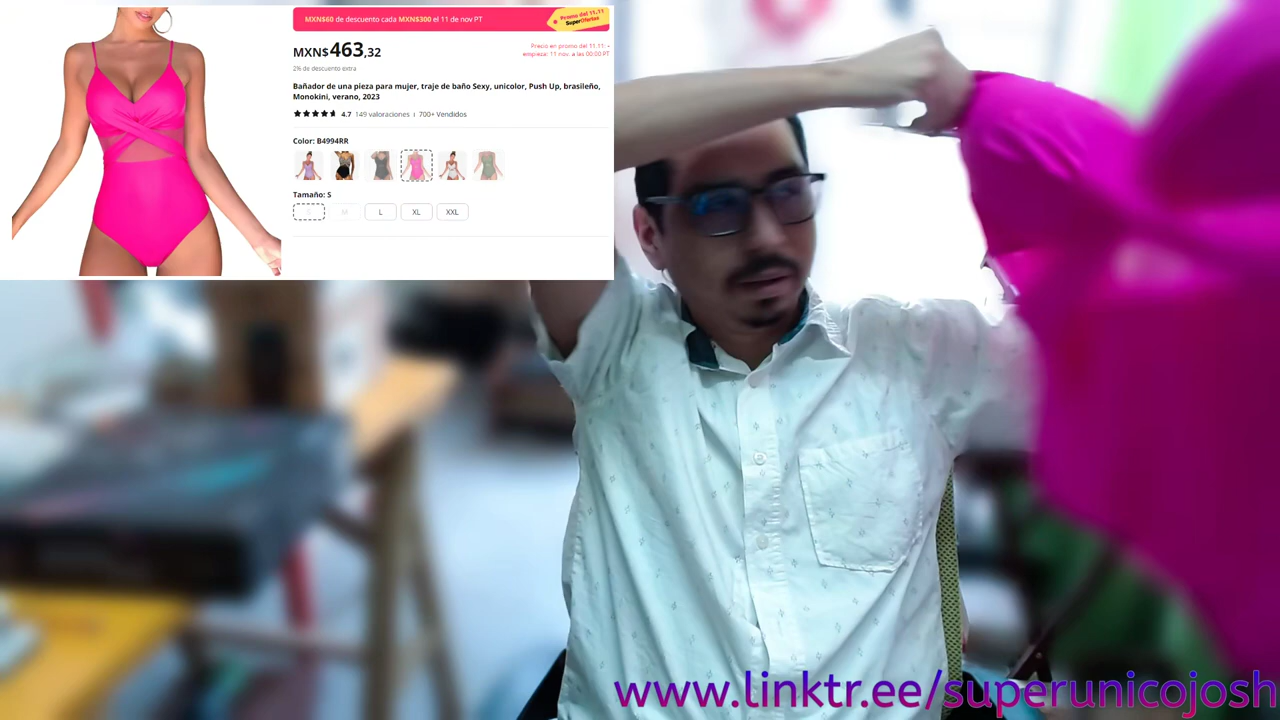 MXN$60 de descuento cada MXN$300 el 11 de nov PT
Promo del 11.11
SuperOfertas
MXN$463,32
Precio en promo del 11.11. -
empieza: 11 nov. a las 00:00 PT
2% de descuento extra
Bañador de una pieza para mujer, traje de baño Sexy, unicolor, Push Up, brasileño,
Monokini, verano, 2023
4.7 149 valoraciones | 700+ Vendidos
Color: B4994RR
Tamaño: S
S M L XL XXL
www.linktr.ee/superunicojosh